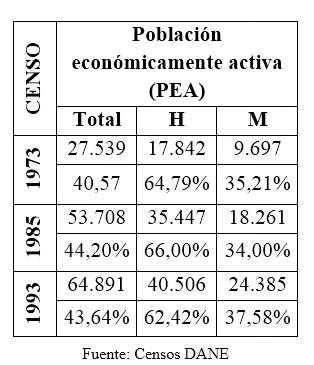 CENSO
Población
económicamente activa
(PEA)
Total H M
1973
27.539 17.842 9.697
40,57 64,79% 35,21%
1985
53.708 35.447 18.261
44,20% 66,00% 34,00%
1993
64.891 40.506 24.385
43,64% 62,42% 37,58%
Fuente: Censos DANE